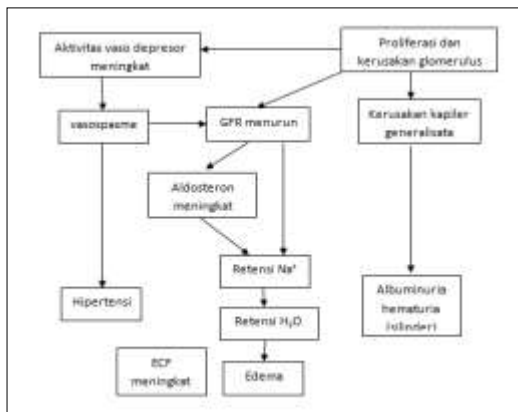 Aktivitas vaso depresor
meningkat
Proliferasi dan
kerusakan glomerulus
vasospasme
GFR menurun
Kerusakan kapiler
generalisata
Aldosteron
meningkat
Retensi Na⁺
Hipertensi
Albuminuria
hematuria
(silinder)
Retensi H₂O
ECF
meningkat
Edema